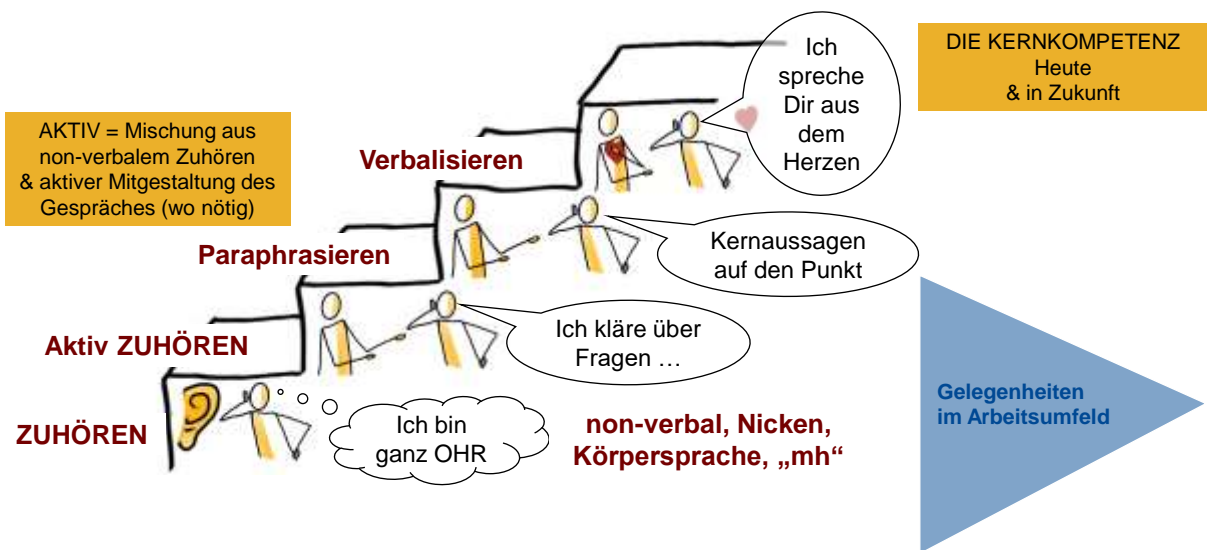 DIE KERNKOMPETENZ
Heute
& in Zukunft
AKTIV = Mischung aus
non-verbalem Zuhören
& aktiver Mitgestaltung des
Gespräches (wo nötig)
Ich
spreche
Dir aus
dem
Herzen
Verbalisieren
Kernaussagen
auf den Punkt
Paraphrasieren
Ich kläre über
Fragen …
Aktiv ZUHÖREN
Ich bin
ganz OHR
ZUHÖREN
non-verbal, Nicken,
Körpersprache, „mh“
Gelegenheiten
im Arbeitsumfeld